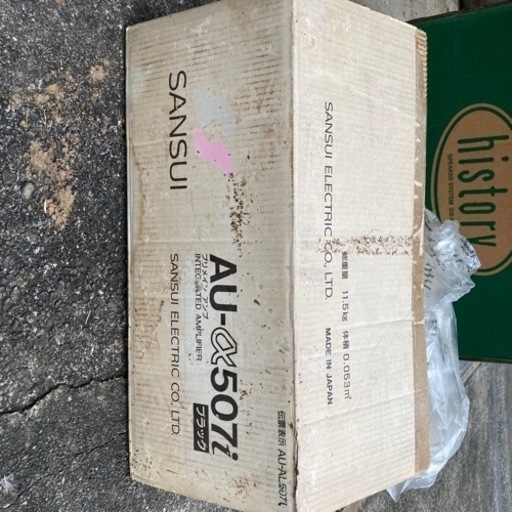 SANSUI
AU-α507i
プリメイン アンプ
INTEGRATED AMPLIFIER
ブラック
SANSUI ELECTRIC CO., LTD.
伝票表示 AU-AL507i
SANSUI ELECTRIC CO., LTD.
総重量 11.5kg 体積 0.053m³
MADE IN JAPAN
history
SPEAKER SYSTEM